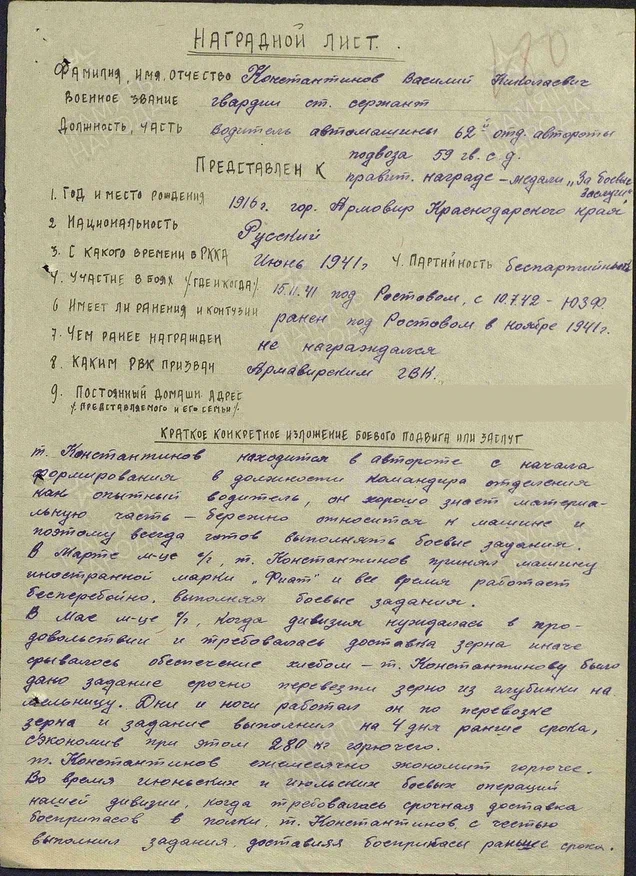 НАГРАДНОЙ ЛИСТ.
ФАМИЛИЯ, ИМЯ, ОТЧЕСТВО Константинов Василий Николаевич
ВОЕННОЕ ЗВАНИЕ гвардии ст. сержант
ДОЛЖНОСТЬ, ЧАСТЬ водитель автомашины 62й отд. автороты
подвоза 59 гв. с. д.
ПРЕДСТАВЛЕН К правит. награде – медали „За боевые
заслуги"
1. ГОД И МЕСТО РОЖДЕНИЯ 1916 г. гор. Армовир Краснодарского края
2 НАЦИОНАЛЬНОСТЬ Русский
3. С КАКОГО ВРЕМЕНИ В РККА Июнь 1941 г 4. ПАРТИЙНОСТЬ беспартийный
4. УЧАСТИЕ В БОЯХ /ГДЕ И КОГДА/ 15.11.41 под Ростовом, с 10.7.42 – ЮЗФ
6 ИМЕЕТ ЛИ РАНЕНИЯ И КОНТУЗИИ ранен под Ростовом в ноябре 1941 г.
7. ЧЕМ РАНЕЕ НАГРАЖДЕН не награждался
8. КАКИМ РВК ПРИЗВАН Армавирским ГВК.
9. ПОСТОЯННЫЙ ДОМАШН АДРЕС
/ПРЕДСТАВЛЯЕМОГО И ЕГО СЕМЬИ/.
КРАТКОЕ КОНКРЕТНОЕ ИЗЛОЖЕНИЕ БОЕВОГО ПОДВИГА ИЛИ ЗАСЛУГ
т. Константинов находится в автороте с начала
формирования в должности командира отделения
как опытный водитель, он хорошо знает материа-
льную часть – бережно относится к машине и
поэтому всегда готов выполнять боевые задания.
В Марте м-це с/г, т. Константинов принял машину
иностранной марки „Фиат" и все время работает
бесперебойно, выполняя боевые задания.
В Мае м-це с/г, когда дивизия нуждалась в про-
довольствии и требовалась доставка зерна иначе
срывалось обеспечение хлебом – т. Константинову было
дано задание срочно перевезти зерно из глубинки на
мельницу. Дни и ночи работал он по перевозке
зерна и задание выполнил на 4 дня раньше срока,
сэкономив при этом 280 кг горючего.
т. Константинов ежемесячно экономит горючее.
Во время июньских и июльских боевых операций
нашей дивизии, когда требовалась срочная доставка
боеприпасов в полки, т. Константинов с честью
выполнил задания, доставляя боеприпасы раньше срока.